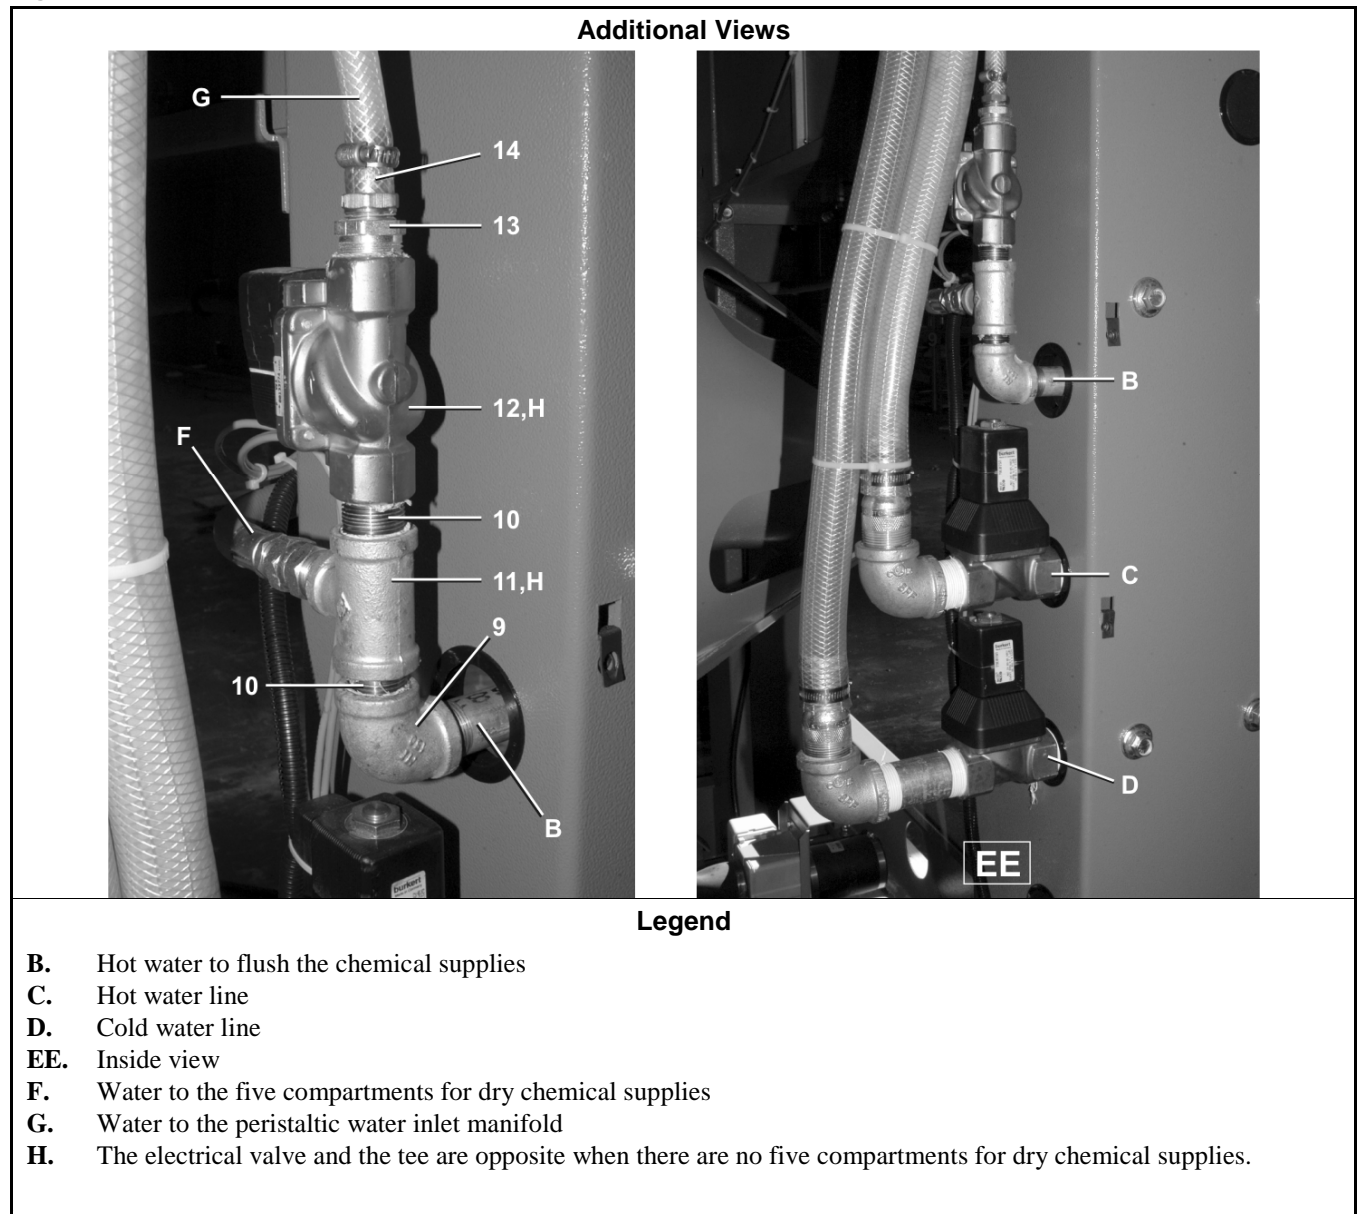 Additional Views
G
14
13
12,H
F
10
11,H
9
10
B
burkert
B
C
D
EE
Legend
B. Hot water to flush the chemical supplies
C. Hot water line
D. Cold water line
EE. Inside view
F. Water to the five compartments for dry chemical supplies
G. Water to the peristaltic water inlet manifold
H. The electrical valve and the tee are opposite when there are no five compartments for dry chemical supplies.